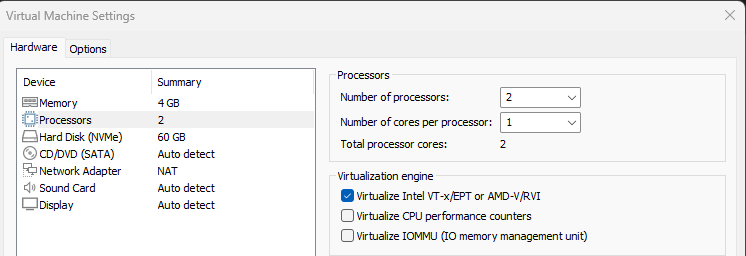 Virtual Machine Settings
Hardware
Options
Device Summary
Memory 4 GB
Processors 2
Hard Disk (NVMe) 60 GB
CD/DVD (SATA) Auto detect
Network Adapter NAT
Sound Card Auto detect
Display Auto detect
Processors
Number of processors: 2
Number of cores per processor: 1
Total processor cores: 2
Virtualization engine
Virtualize Intel VT-x/EPT or AMD-V/RVI
Virtualize CPU performance counters
Virtualize IOMMU (IO memory management unit)